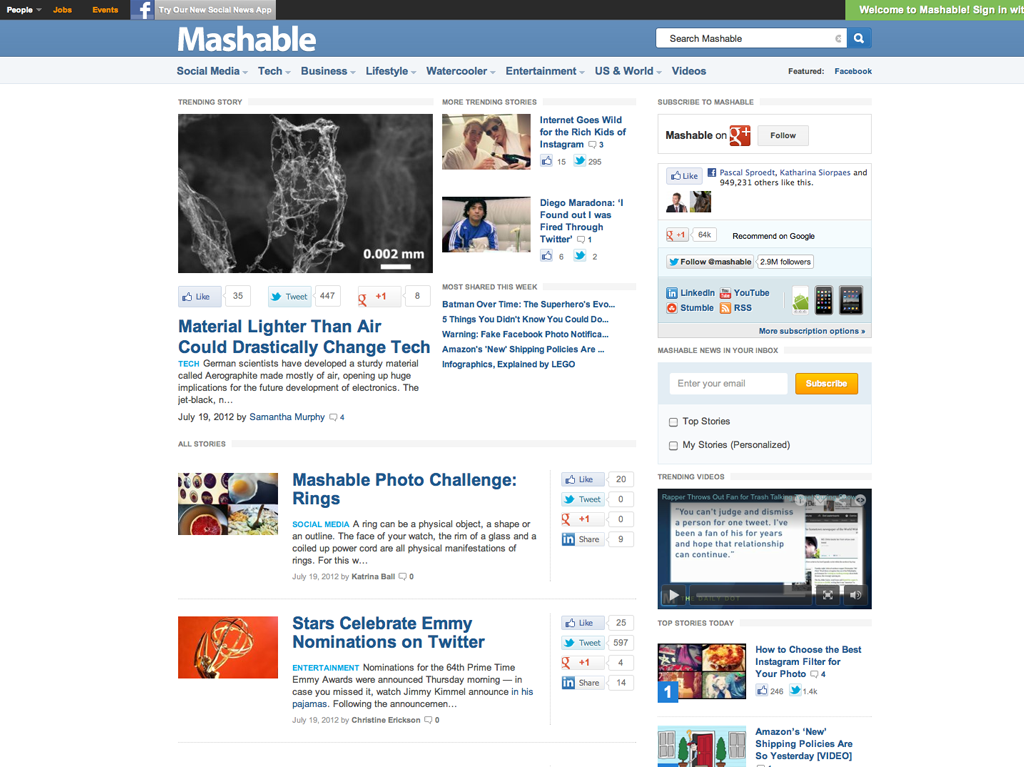 People
Jobs
Events
Try Our New Social News App
Welcome to Mashable! Sign in wit
Mashable
Search Mashable
Social Media
Tech
Business
Lifestyle
Watercooler
Entertainment
US & World
Videos
Featured:
Facebook
TRENDING STORY
0.002 mm
Like
35
Tweet
447
+1
8
Material Lighter Than Air
Could Drastically Change Tech
TECH German scientists have developed a sturdy material
called Aerographite made mostly of air, opening up huge
implications for the future development of electronics. The
jet-black, n…
July 19, 2012 by Samantha Murphy 4
MORE TRENDING STORIES
Internet Goes Wild
for the Rich Kids of
Instagram 3
15
295
Diego Maradona: ‘I
Found out I was
Fired Through
Twitter’ 1
6
2
MOST SHARED THIS WEEK
Batman Over Time: The Superhero's Evo...
5 Things You Didn't Know You Could Do...
Warning: Fake Facebook Photo Notifica...
Amazon's 'New' Shipping Policies Are ...
Infographics, Explained by LEGO
ALL STORIES
Mashable Photo Challenge:
Rings
SOCIAL MEDIA A ring can be a physical object, a shape or
an outline. The face of your watch, the rim of a glass and a
coiled up power cord are all physical manifestations of
rings. For this w…
July 19, 2012 by Katrina Ball 0
Like
20
Tweet
0
+1
0
Share
9
Stars Celebrate Emmy
Nominations on Twitter
ENTERTAINMENT Nominations for the 64th Prime Time
Emmy Awards were announced Thursday morning — in
case you missed it, watch Jimmy Kimmel announce in his
pajamas. Following the announcemen…
July 19, 2012 by Christine Erickson 0
Like
25
Tweet
597
+1
4
Share
14
SUBSCRIBE TO MASHABLE
Mashable on g+
Follow
Like
Pascal Sproedt, Katharina Siorpaes and
949,231 others like this.
+1
64k
Recommend on Google
Follow @mashable
2.9M followers
LinkedIn
YouTube
Stumble
RSS
More subscription options »
MASHABLE NEWS IN YOUR INBOX
Enter your email
Subscribe
Top Stories
My Stories (Personalized)
TRENDING VIDEOS
Rapper Throws Out Fan for Trash Talking
"You can't judge and dismiss
a person for one tweet. I've
been a fan of his for years
and hope that relationship
can continue."
TOP STORIES TODAY
1
How to Choose the Best
Instagram Filter for
Your Photo 4
246
1.4k
Amazon’s ‘New’
Shipping Policies Are
So Yesterday [VIDEO]